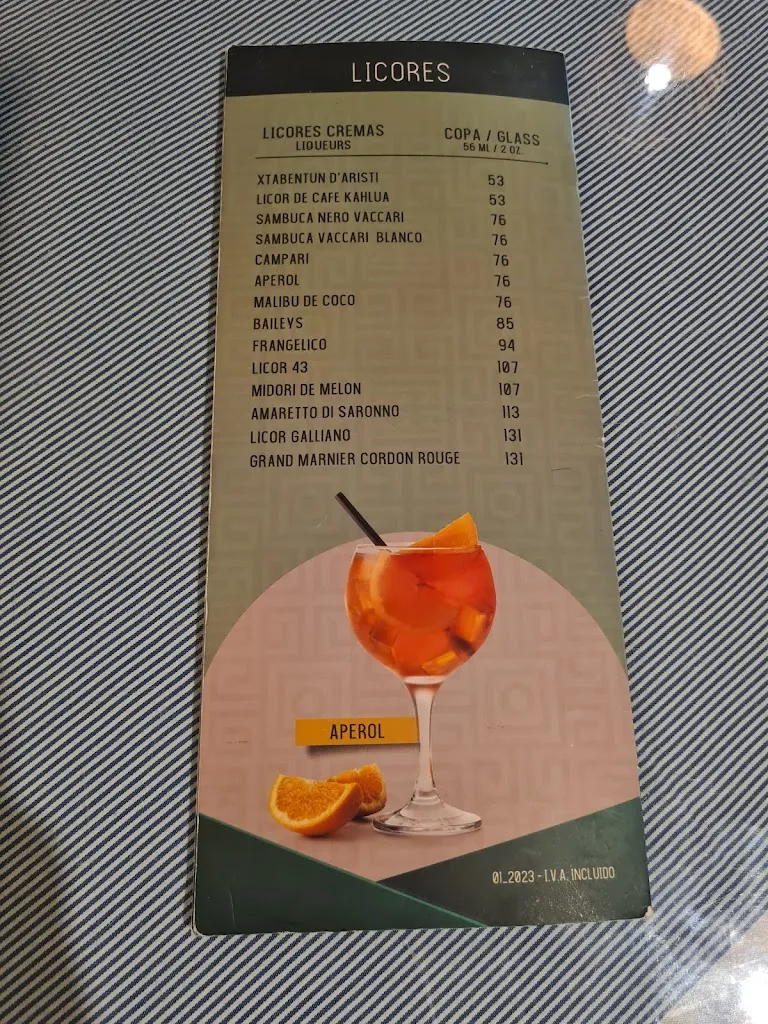 LICORES
LICORES CREMAS
LIQUEURS
COPA / GLASS
56 ML / 2 OZ.
XTABENTUN D'ARISTI 53
LICOR DE CAFE KAHLUA 53
SAMBUCA NERO VACCARI 76
SAMBUCA VACCARI BLANCO 76
CAMPARI 76
APEROL 76
MALIBU DE COCO 76
BAILEYS 85
FRANGELICO 94
LICOR 43 107
MIDORI DE MELON 107
AMARETTO DI SARONNO 113
LICOR GALLIANO 131
GRAND MARNIER CORDON ROUGE 131
APEROL
01_2023 - I.V.A. INCLUIDO